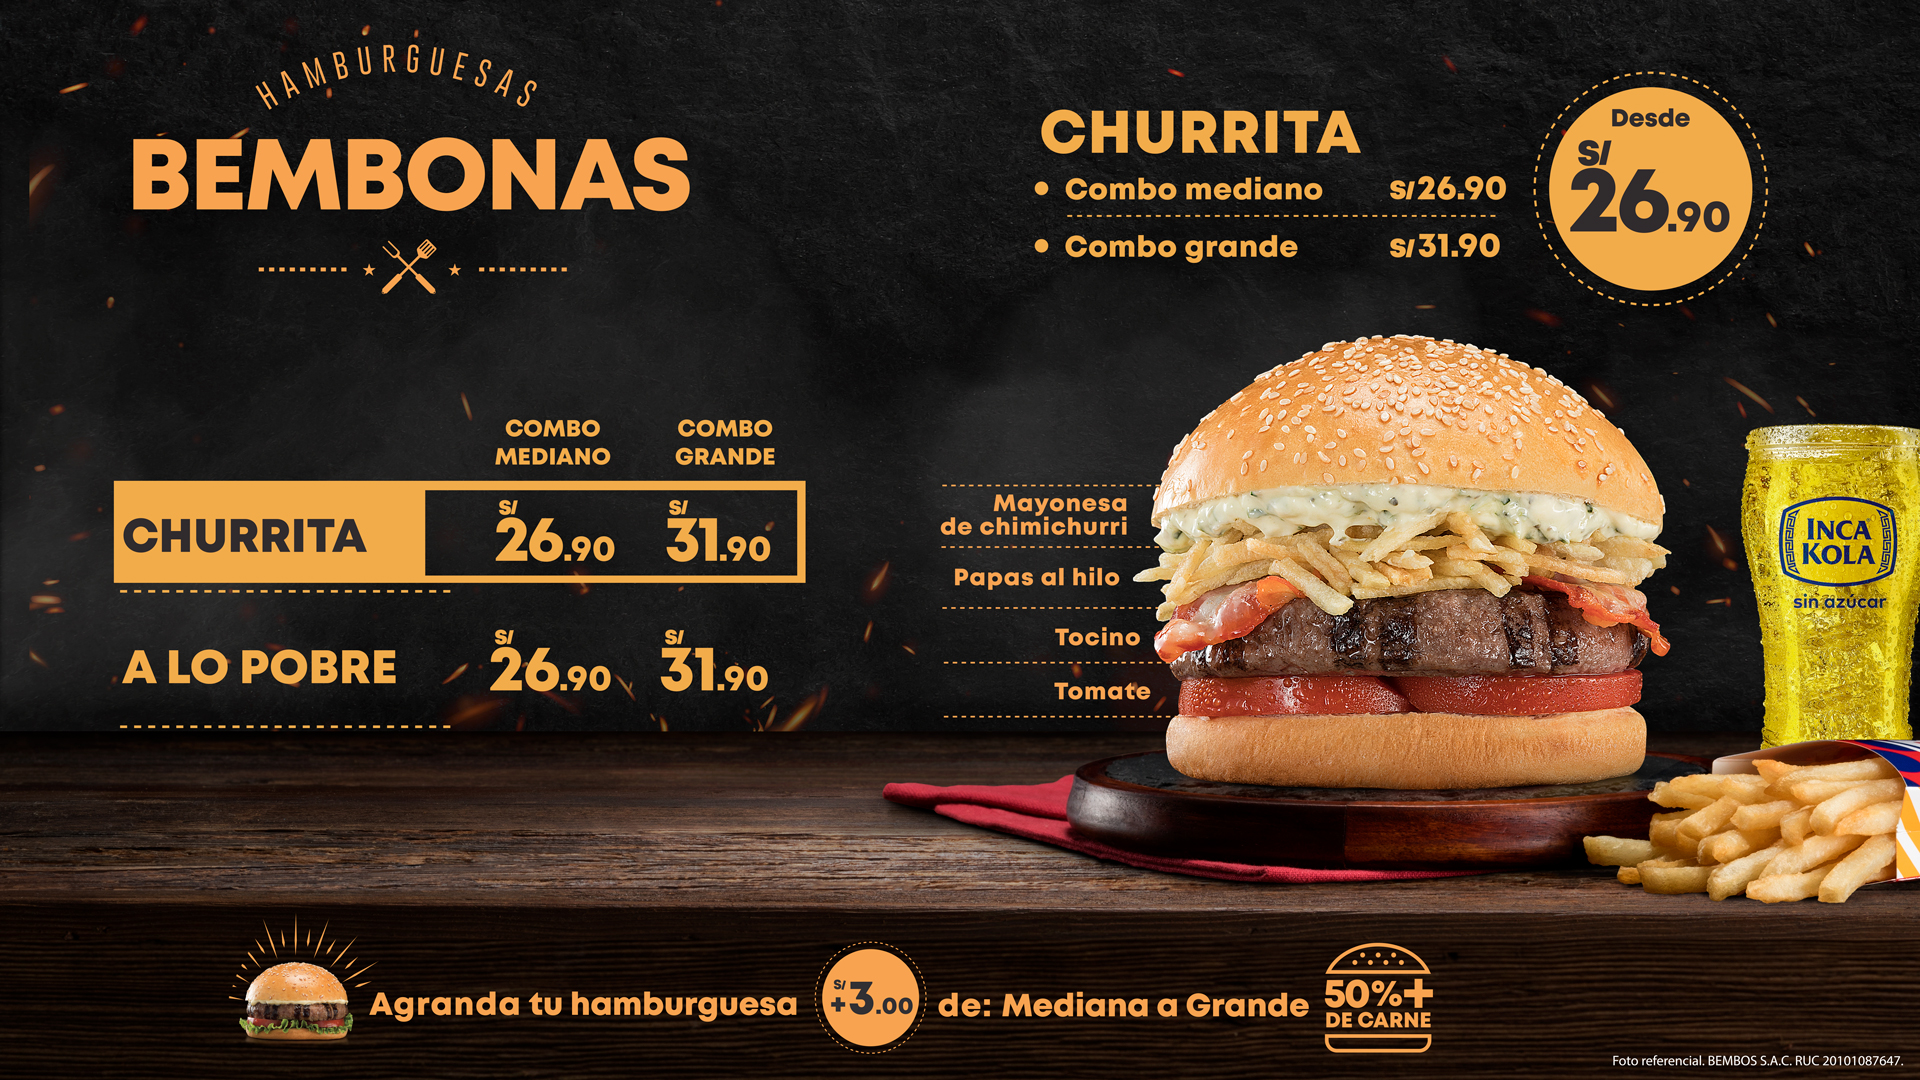 HAMBURGUESAS
BEMBONAS
COMBO MEDIANO
COMBO GRANDE
CHURRITA S/26.90 S/31.90
A LO POBRE S/26.90 S/31.90
CHURRITA
• Combo mediano S/26.90
• Combo grande S/31.90
Desde
S/
26.90
Mayonesa
de chimichurri
Papas al hilo
Tocino
Tomate
INCA
KOLA
sin azúcar
Agranda tu hamburguesa S/+3.00 de: Mediana a Grande
50%+
DE CARNE
Foto referencial. BEMBOS S.A.C. RUC 20101087647.